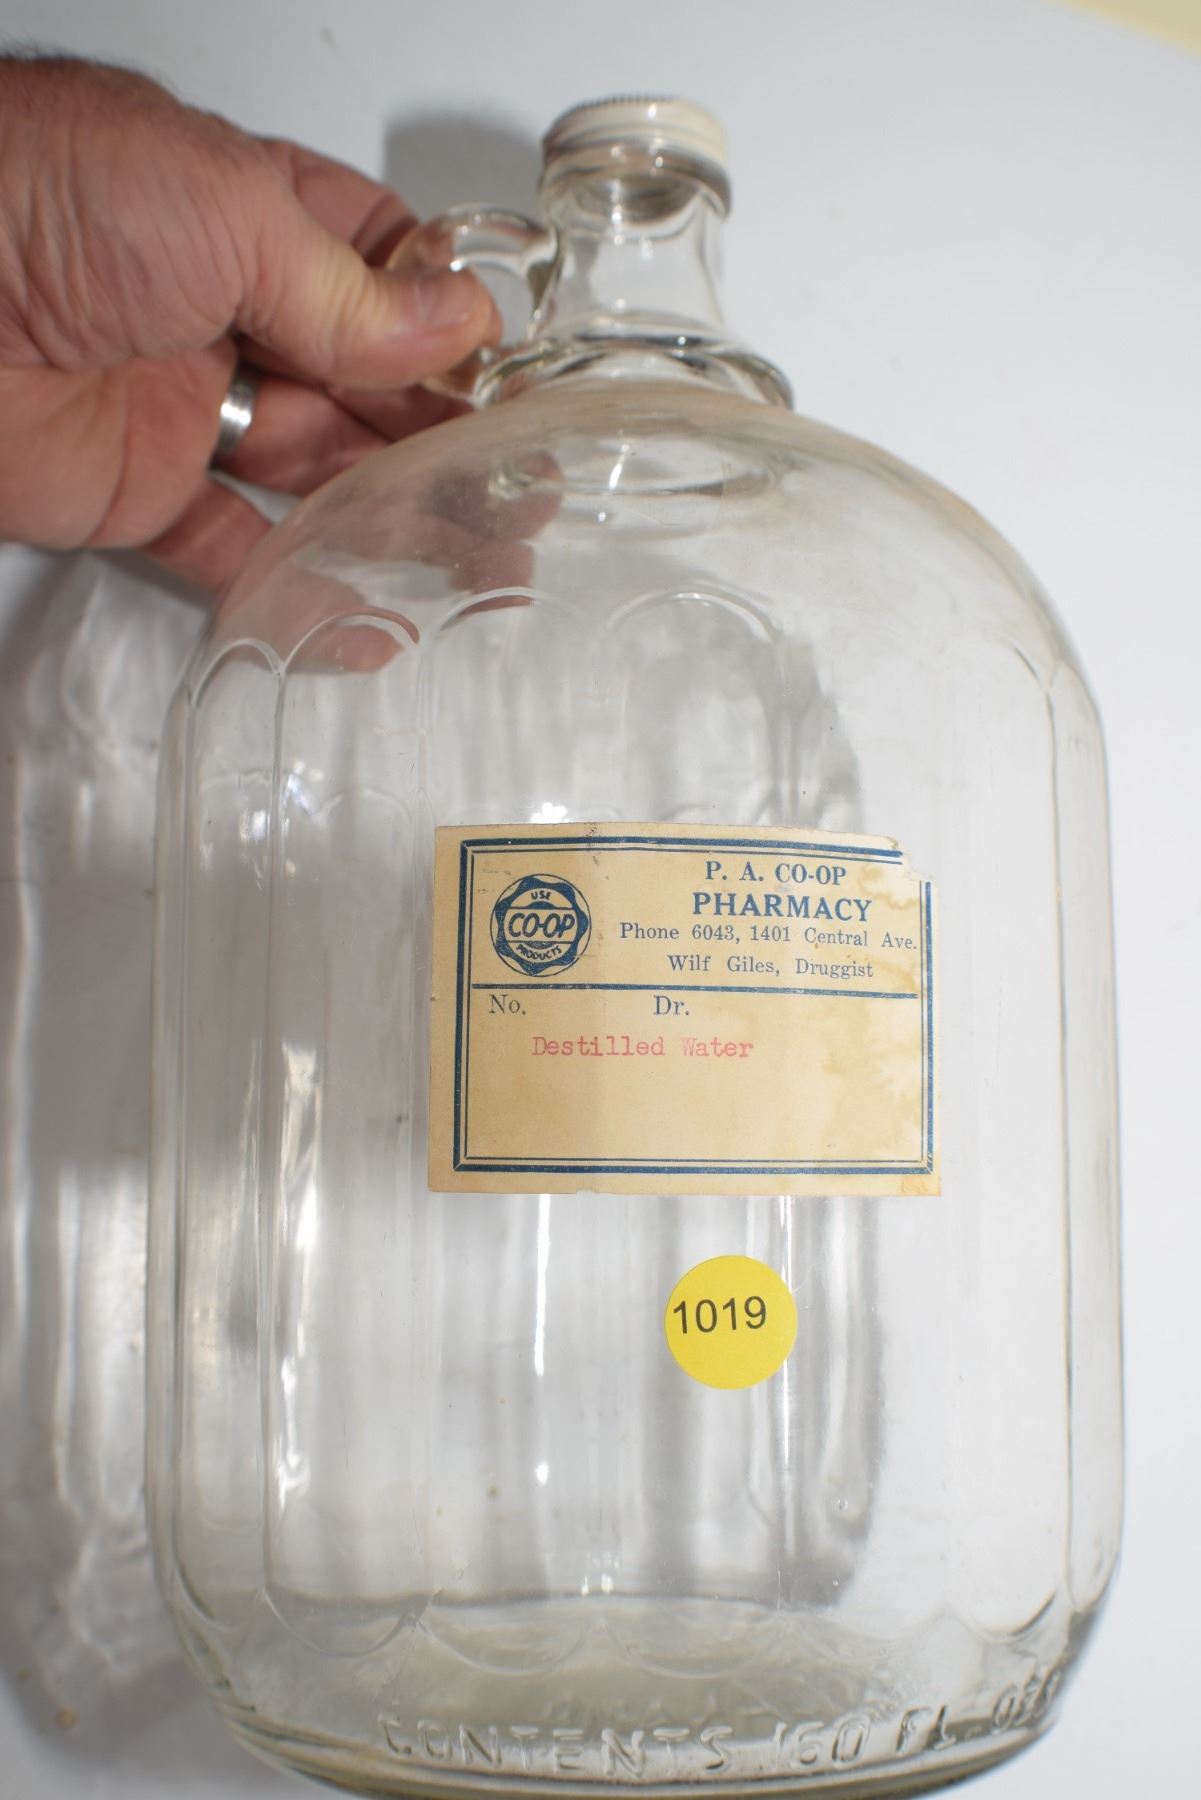 P. A. CO-OP
PHARMACY
Phone 6043, 1401 Central Ave.
Wilf Giles, Druggist
USE
CO-OP
PRODUCTS
No. Dr.
Destilled Water
1019
CONTENTS 160 FL. OZS